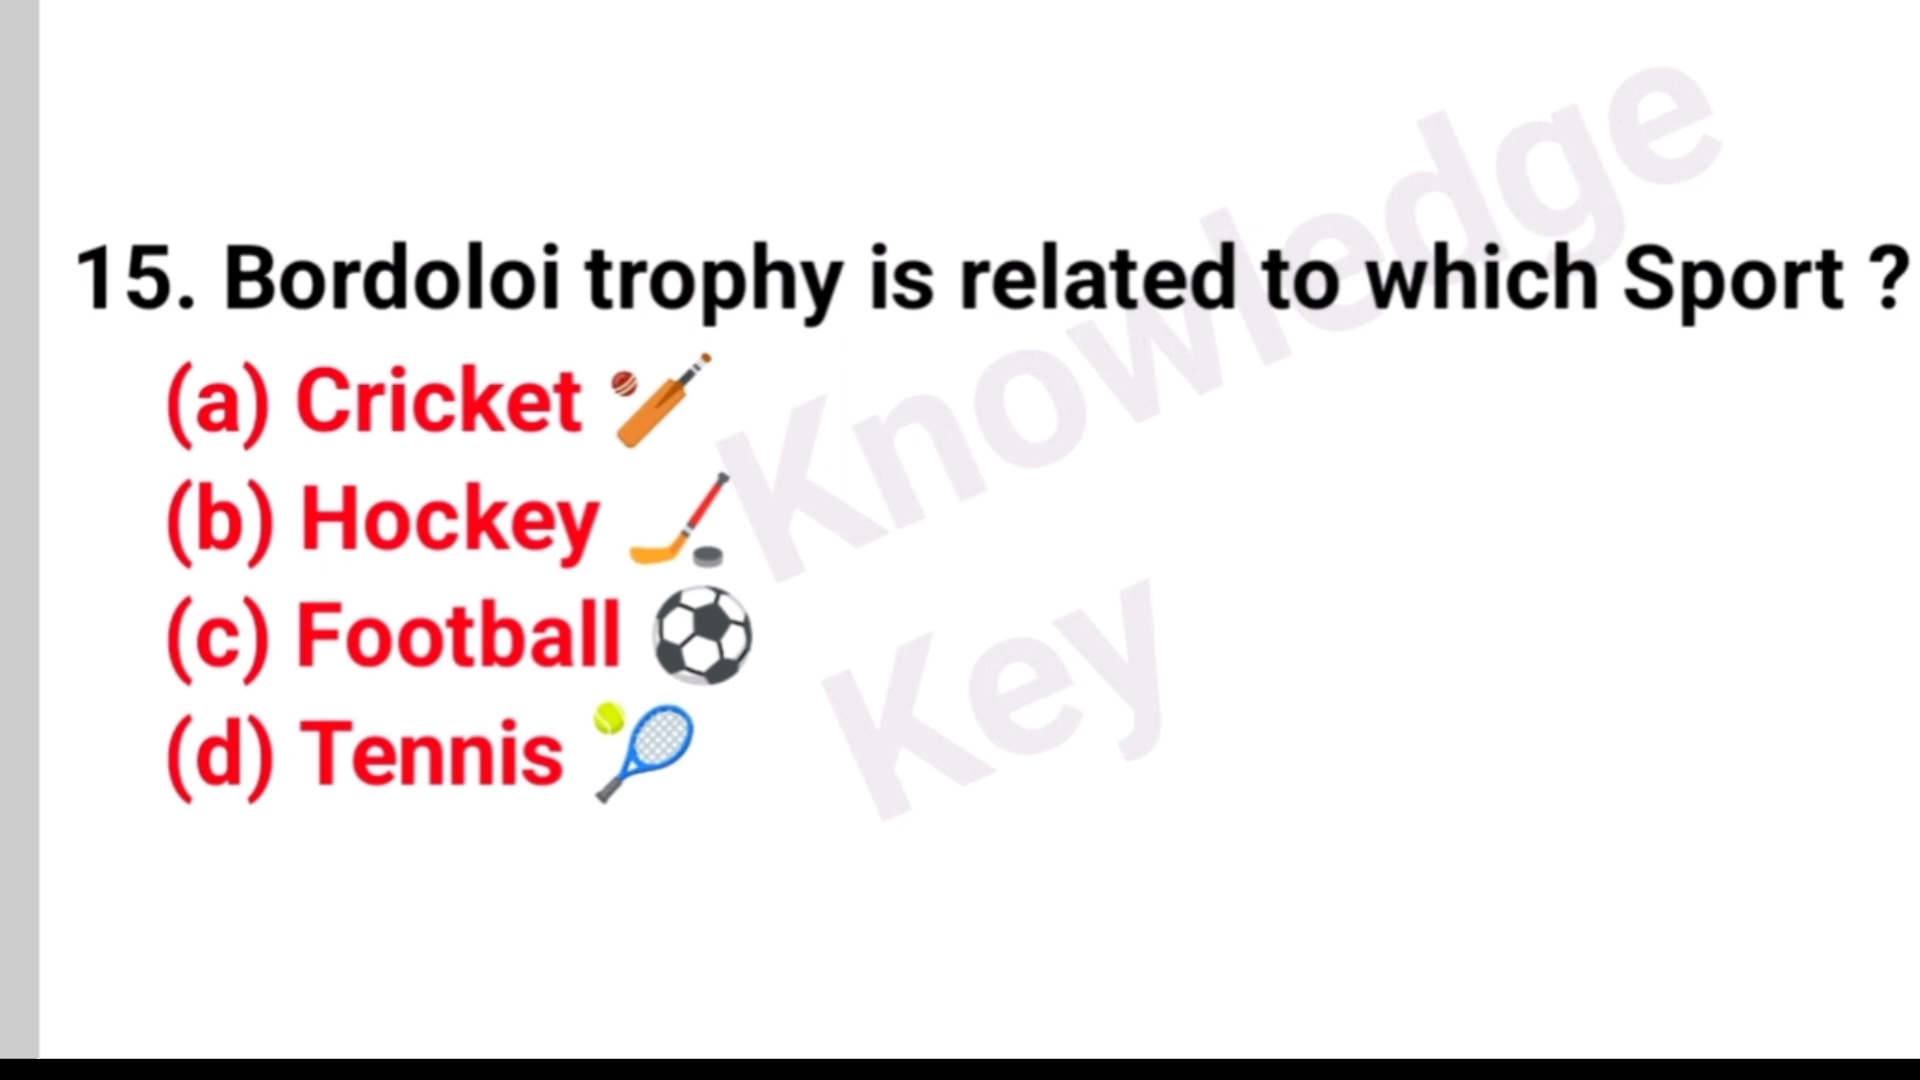 15. Bordoloi trophy is related to which Sport ?
(a) Cricket 🏏
(b) Hockey 🏒
(c) Football ⚽
(d) Tennis 🎾
Knowledge
Key